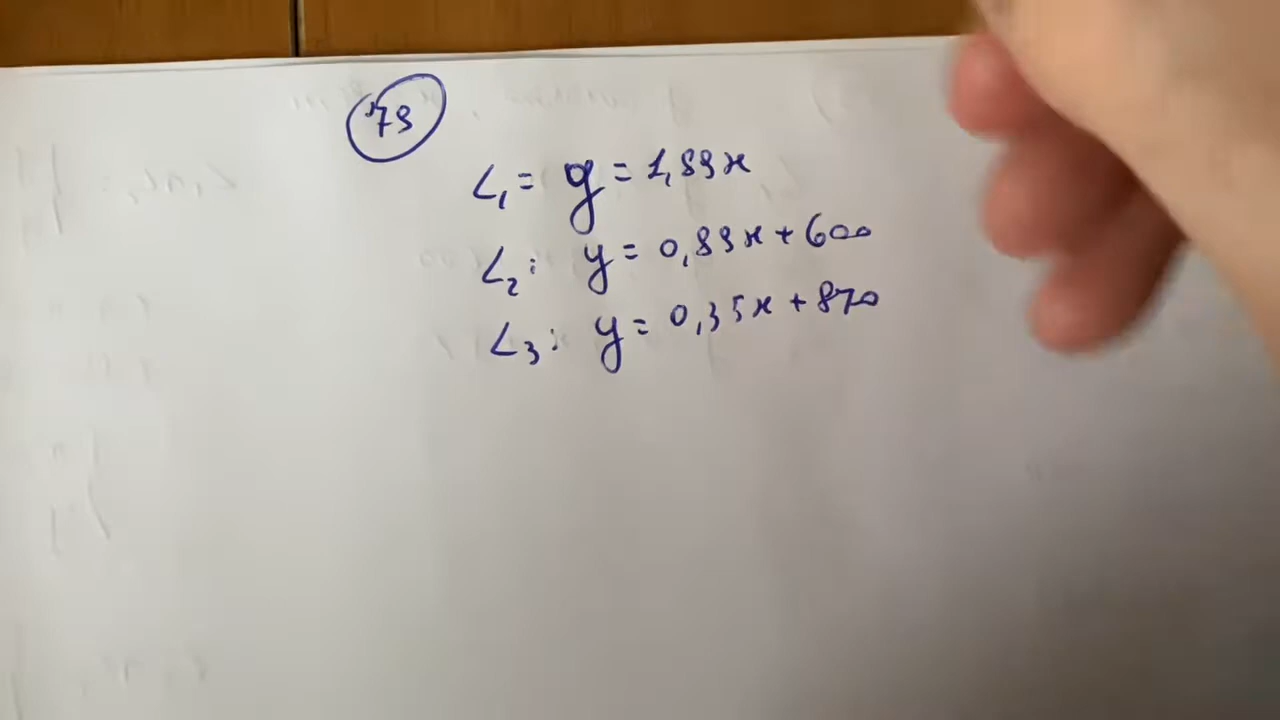 79
L₁ = y = 1,89x
L₂: y = 0,89x + 600
L₃: y = 0,35x + 870